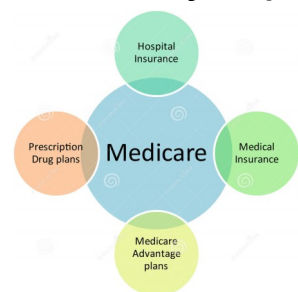 Hospital
Insurance
Prescription
Drug plans
Medicare
Medical
Insurance
Medicare
Advantage
plans